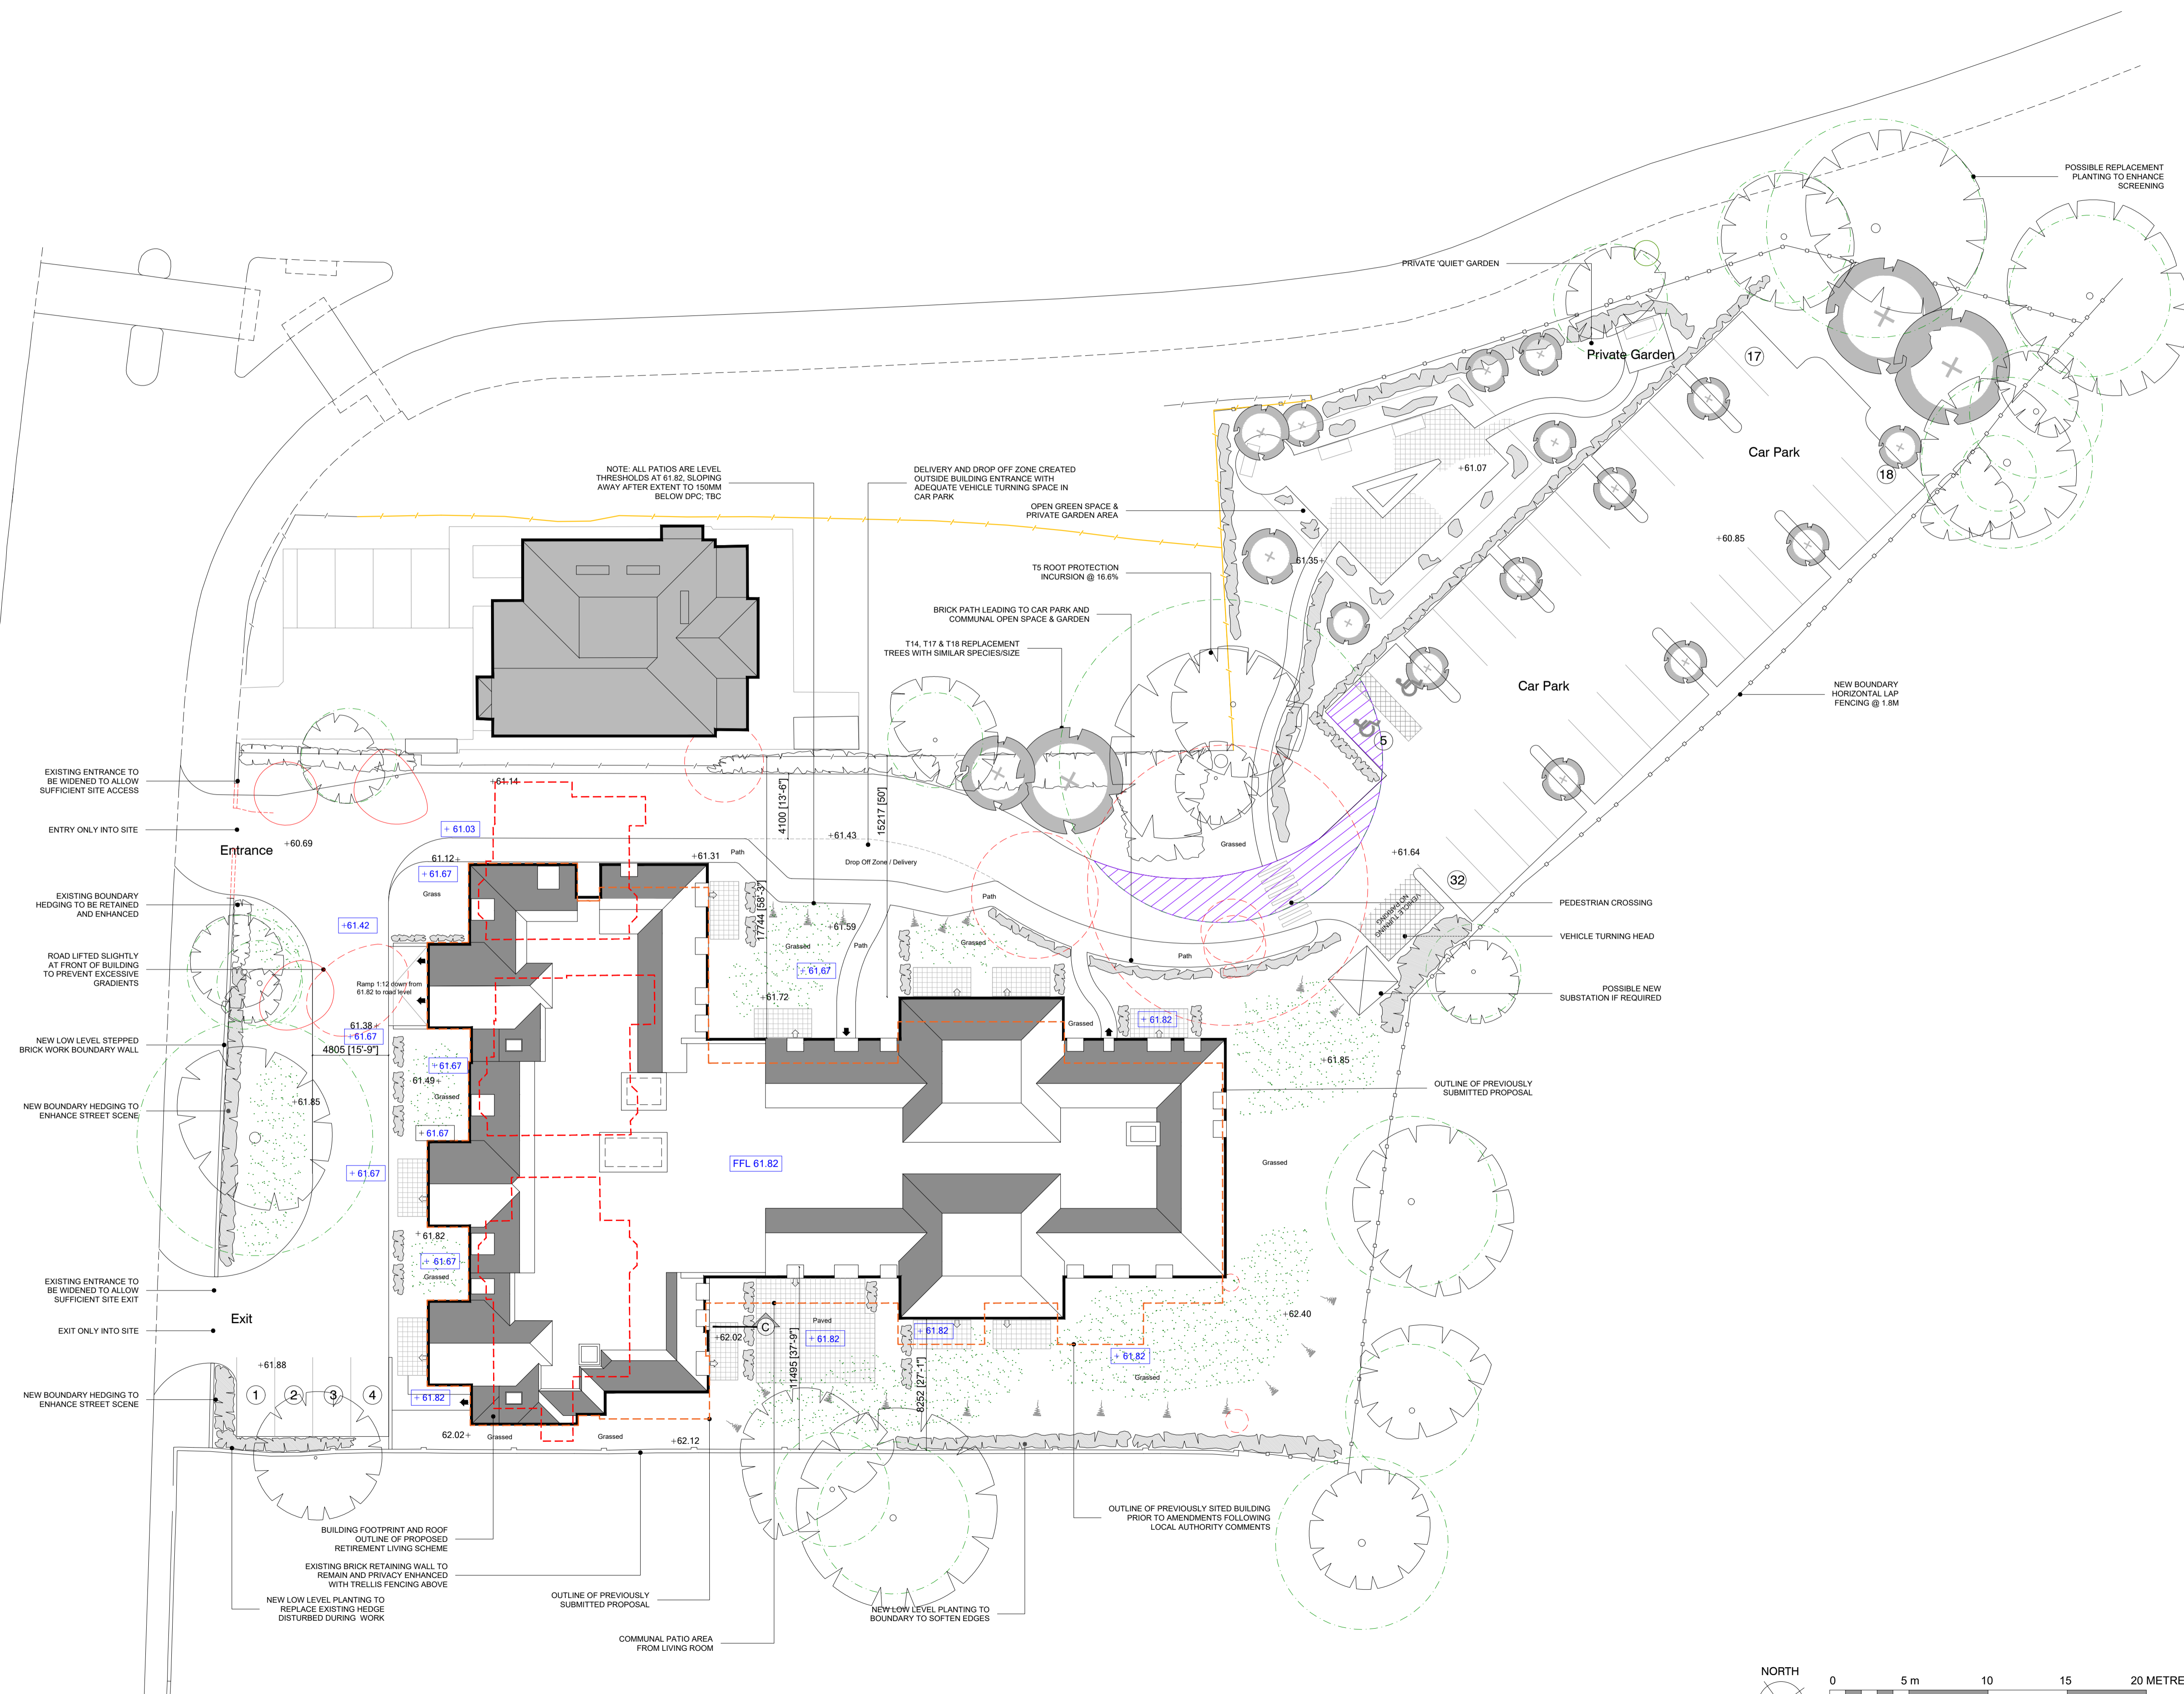 POSSIBLE REPLACEMENT
PLANTING TO ENHANCE
SCREENING
PRIVATE 'QUIET' GARDEN
Private Garden
17
Car Park
18
+61.07
+60.85
NOTE: ALL PATIOS ARE LEVEL
THRESHOLDS AT 61.82, SLOPING
AWAY AFTER EXTENT TO 150MM
BELOW DPC; TBC
DELIVERY AND DROP OFF ZONE CREATED
OUTSIDE BUILDING ENTRANCE WITH
ADEQUATE VEHICLE TURNING SPACE IN
CAR PARK
OPEN GREEN SPACE &
PRIVATE GARDEN AREA
61.35+
T5 ROOT PROTECTION
INCURSION @ 16.6%
BRICK PATH LEADING TO CAR PARK AND
COMMUNAL OPEN SPACE & GARDEN
T14, T17 & T18 REPLACEMENT
TREES WITH SIMILAR SPECIES/SIZE
Car Park
NEW BOUNDARY
HORIZONTAL LAP
FENCING @ 1.8M
5
EXISTING ENTRANCE TO
BE WIDENED TO ALLOW
SUFFICIENT SITE ACCESS
ENTRY ONLY INTO SITE
Entrance
+60.69
+61.14
+ 61.03
61.12+
+ 61.67
Grass
+61.31
Path
4100 [13'-6"]
15217 [50']
+61.43
Drop Off Zone / Delivery
Grassed
+61.64
32
VEHICLE TURNING
NO PARKING
PEDESTRIAN CROSSING
VEHICLE TURNING HEAD
POSSIBLE NEW
SUBSTATION IF REQUIRED
EXISTING BOUNDARY
HEDGING TO BE RETAINED
AND ENHANCED
+61.42
17744 [58'-3"]
+61.59
Grassed
Path
+ 61.67
+61.72
Path
Grassed
Path
Grassed
+ 61.82
+61.85
ROAD LIFTED SLIGHTLY
AT FRONT OF BUILDING
TO PREVENT EXCESSIVE
GRADIENTS
Ramp 1:12 down from
61.82 to road level
61.38+
+61.67
4805 [15'-9"]
NEW LOW LEVEL STEPPED
BRICK WORK BOUNDARY WALL
+61.67
61.49+
Grassed
NEW BOUNDARY HEDGING TO
ENHANCE STREET SCENE
+61.85
+ 61.67
+ 61.67
FFL 61.82
OUTLINE OF PREVIOUSLY
SUBMITTED PROPOSAL
Grassed
+ 61.82
+ 61.67
Grassed
EXISTING ENTRANCE TO
BE WIDENED TO ALLOW
SUFFICIENT SITE EXIT
Exit
EXIT ONLY INTO SITE
+61.88
NEW BOUNDARY HEDGING TO
ENHANCE STREET SCENE
1
2
3
4
+ 61.82
62.02+
Grassed
Grassed
+62.12
+62.02
C
Paved
+ 61.82
11495 [37'-9"]
+ 61.82
8252 [27'-1"]
+62.40
+ 61.82
Grassed
BUILDING FOOTPRINT AND ROOF
OUTLINE OF PROPOSED
RETIREMENT LIVING SCHEME
EXISTING BRICK RETAINING WALL TO
REMAIN AND PRIVACY ENHANCED
WITH TRELLIS FENCING ABOVE
NEW LOW LEVEL PLANTING TO
REPLACE EXISTING HEDGE
DISTURBED DURING WORK
OUTLINE OF PREVIOUSLY
SUBMITTED PROPOSAL
COMMUNAL PATIO AREA
FROM LIVING ROOM
NEW LOW LEVEL PLANTING TO
BOUNDARY TO SOFTEN EDGES
OUTLINE OF PREVIOUSLY SITED BUILDING
PRIOR TO AMENDMENTS FOLLOWING
LOCAL AUTHORITY COMMENTS
NORTH
0 5 m 10 15 20 METRE